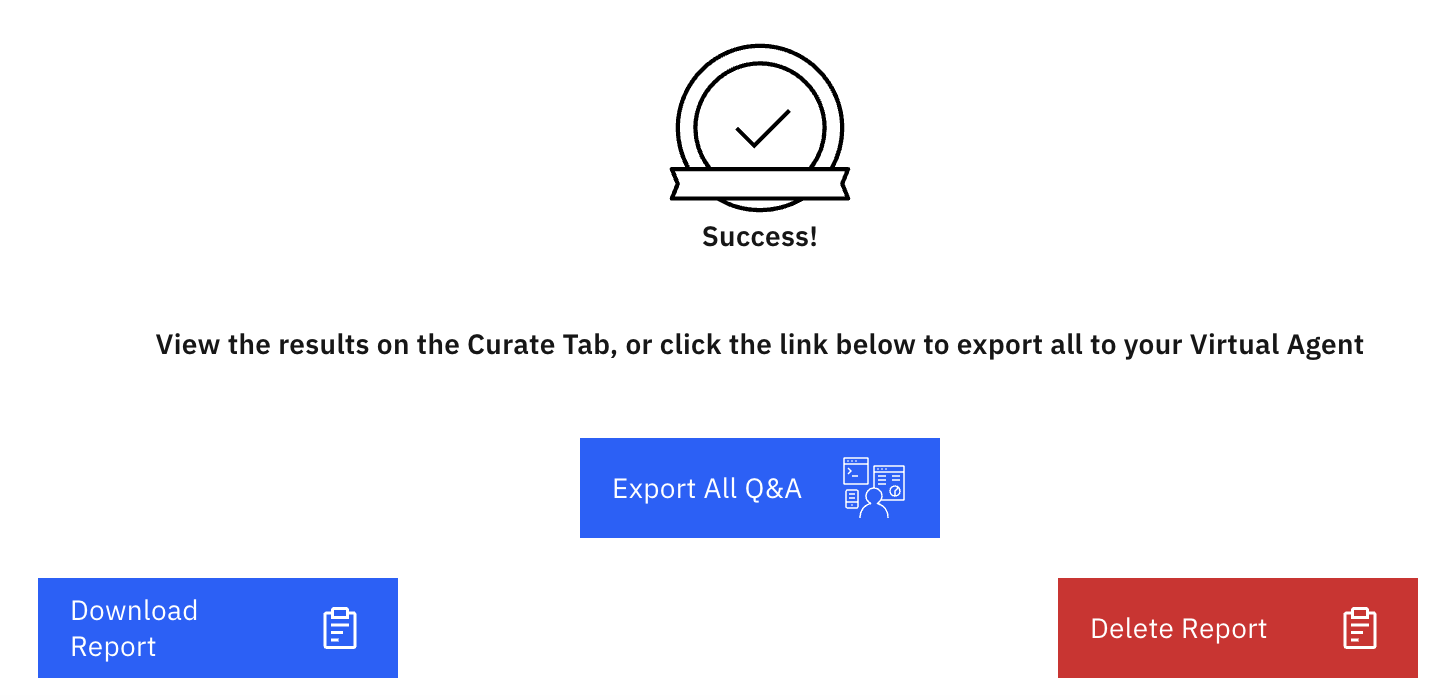 Success!
View the results on the Curate Tab, or click the link below to export all to your Virtual Agent
Export All Q&A
Download
Report
Delete Report